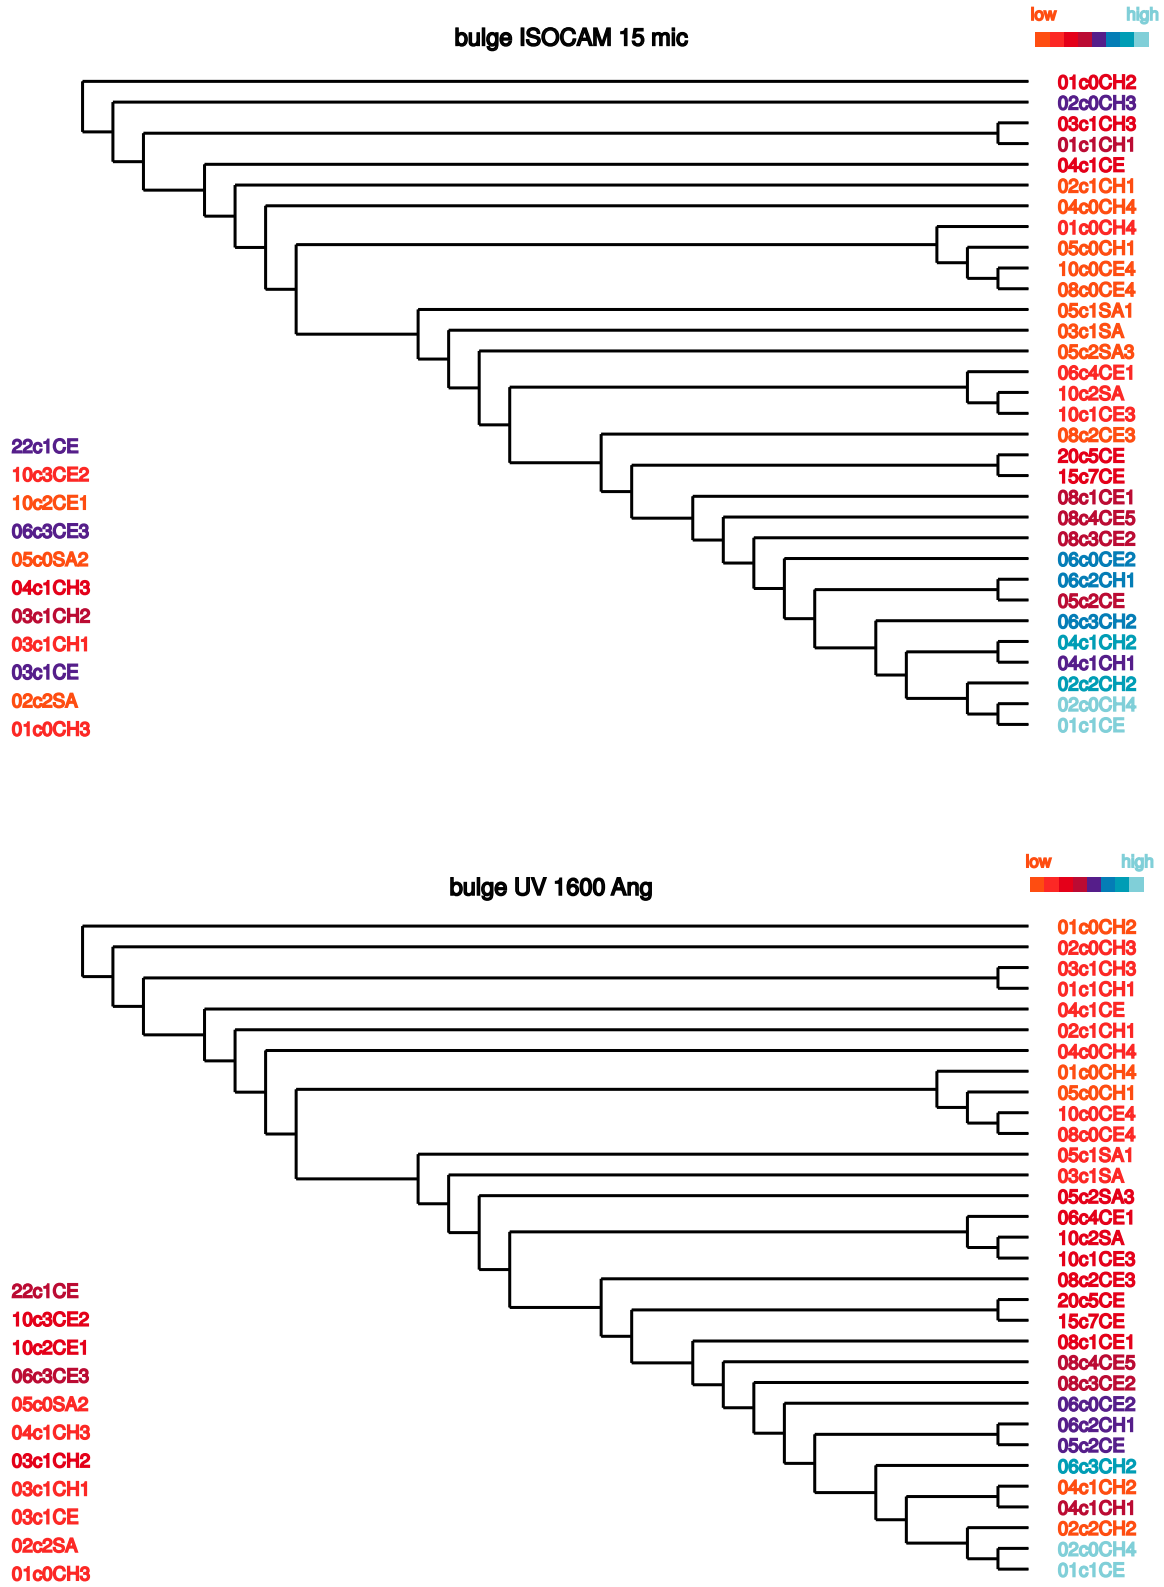 low high
bulge ISOCAM 15 mic
01c0CH2
02c0CH3
03c1CH3
01c1CH1
04c1CE
02c1CH1
04c0CH4
01c0CH4
05c0CH1
10c0CE4
08c0CE4
05c1SA1
03c1SA
05c2SA3
06c4CE1
10c2SA
10c1CE3
08c2CE3
20c5CE
15c7CE
08c1CE1
08c4CE5
08c3CE2
06c0CE2
06c2CH1
05c2CE
06c3CH2
04c1CH2
04c1CH1
02c2CH2
02c0CH4
01c1CE
22c1CE
10c3CE2
10c2CE1
06c3CE3
05c0SA2
04c1CH3
03c1CH2
03c1CH1
03c1CE
02c2SA
01c0CH3
low high
bulge UV 1600 Ang
01c0CH2
02c0CH3
03c1CH3
01c1CH1
04c1CE
02c1CH1
04c0CH4
01c0CH4
05c0CH1
10c0CE4
08c0CE4
05c1SA1
03c1SA
05c2SA3
06c4CE1
10c2SA
10c1CE3
08c2CE3
20c5CE
15c7CE
08c1CE1
08c4CE5
08c3CE2
06c0CE2
06c2CH1
05c2CE
06c3CH2
04c1CH2
04c1CH1
02c2CH2
02c0CH4
01c1CE
22c1CE
10c3CE2
10c2CE1
06c3CE3
05c0SA2
04c1CH3
03c1CH2
03c1CH1
03c1CE
02c2SA
01c0CH3